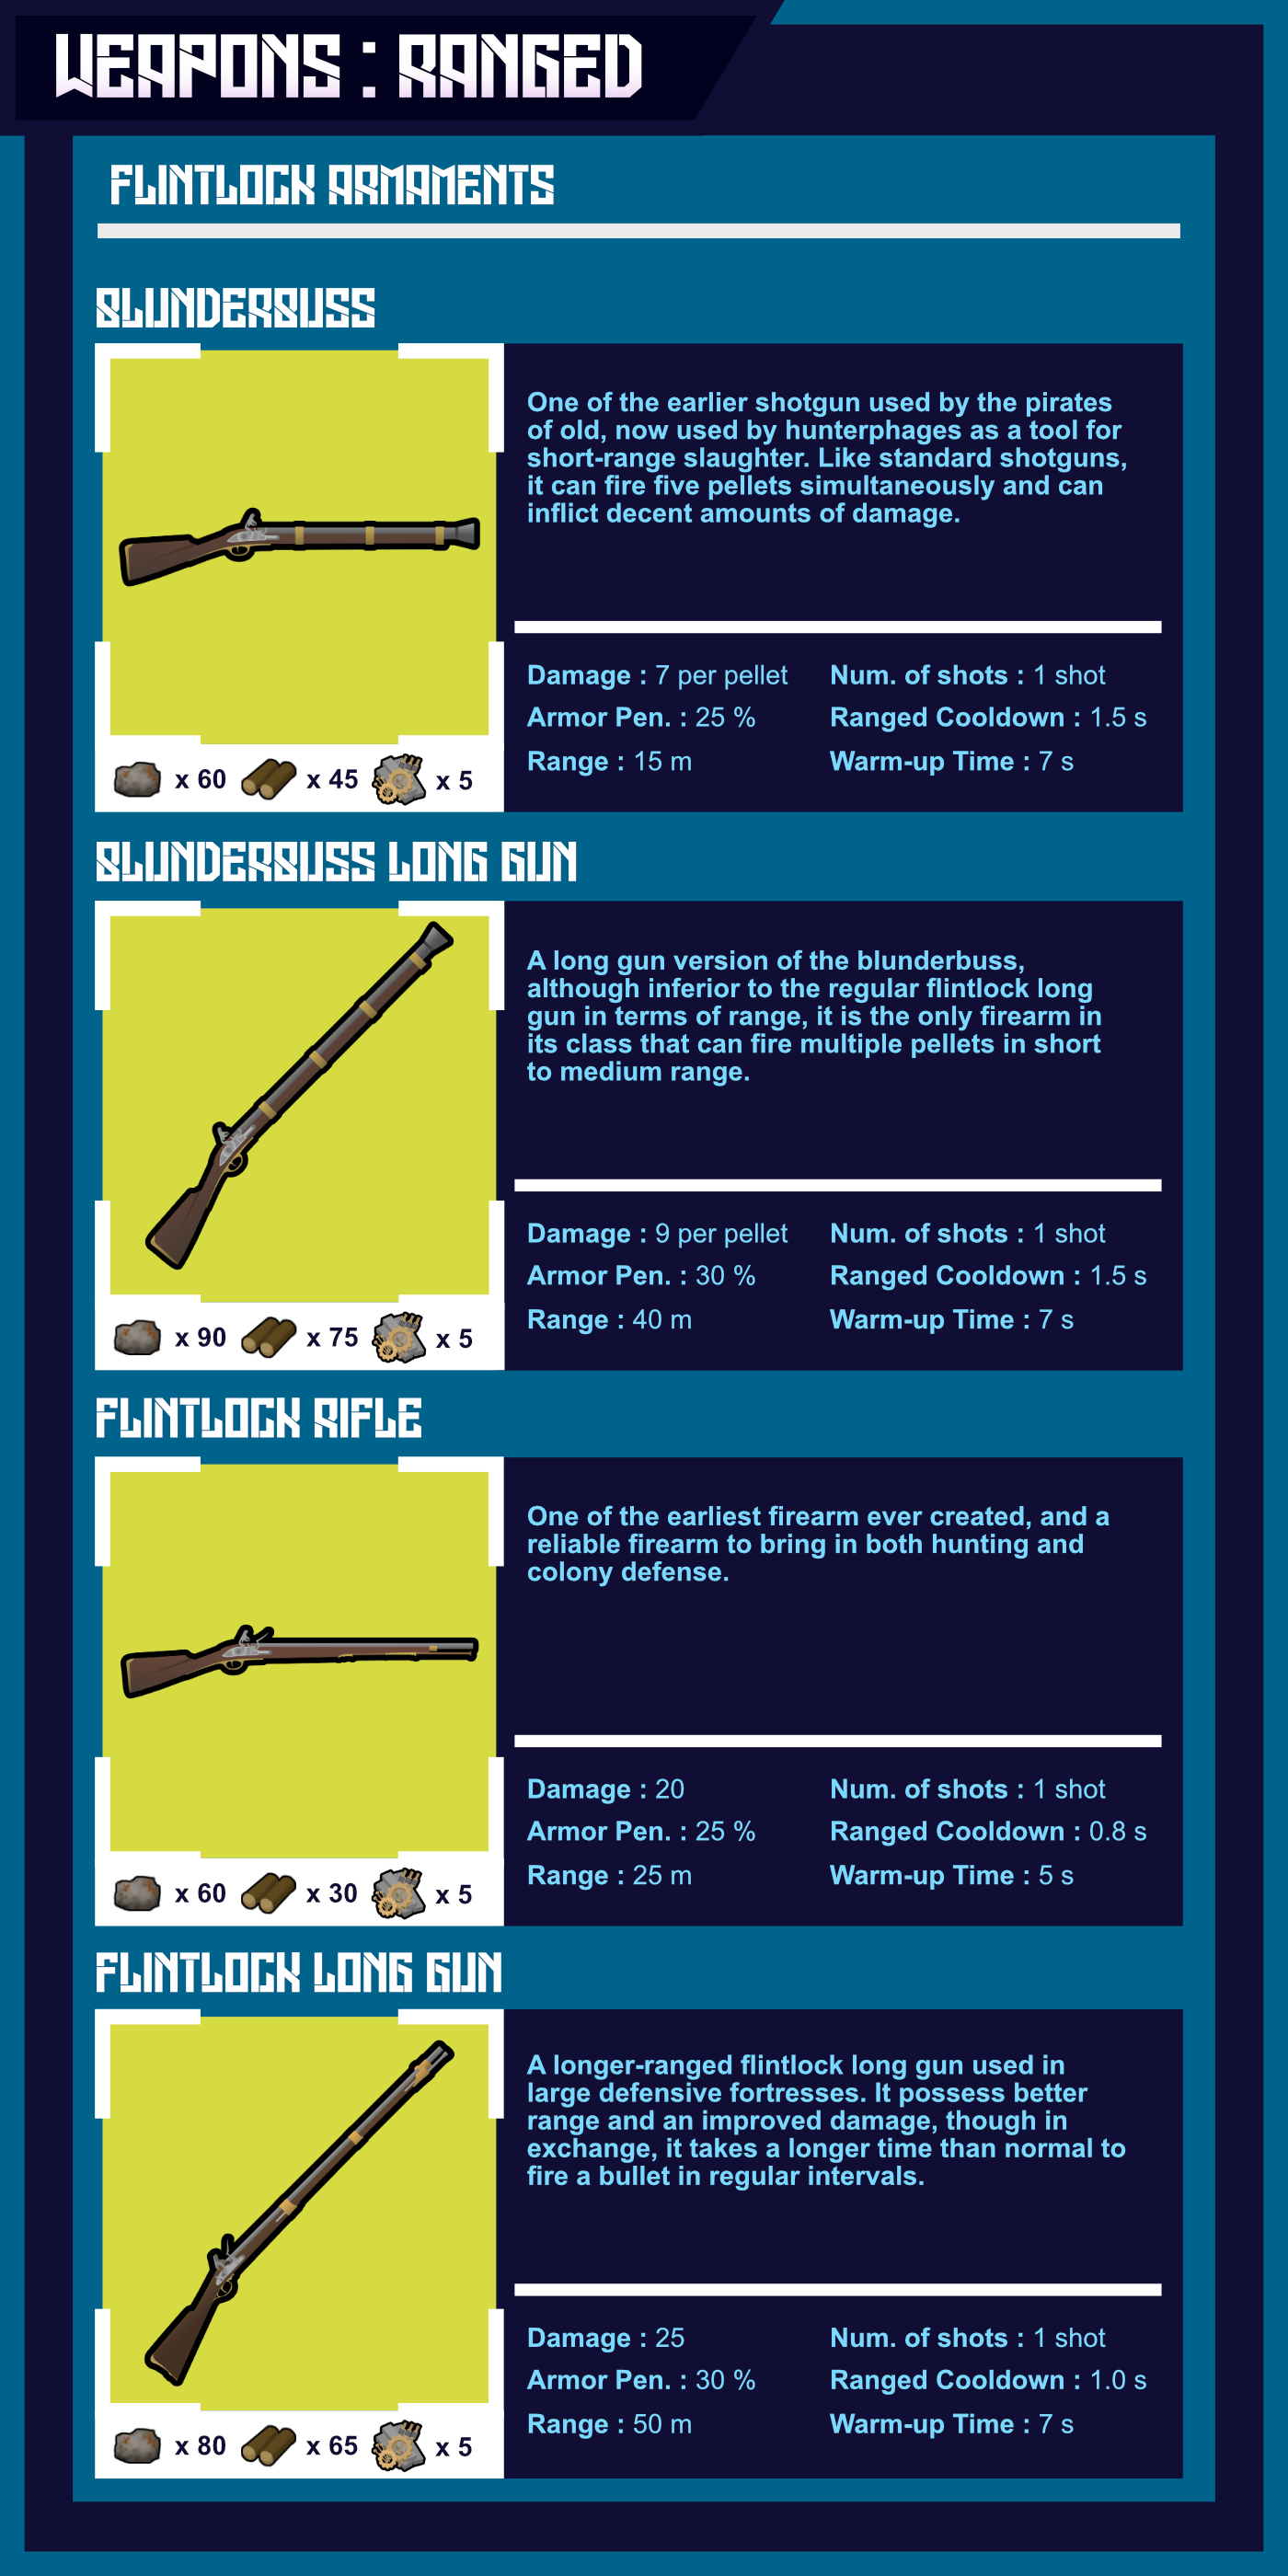 WEAPONS : RANGED
FLINTLOCK ARMAMENTS
BLUNDERBUSS
One of the earlier shotgun used by the pirates
of old, now used by hunterphages as a tool for
short-range slaughter. Like standard shotguns,
it can fire five pellets simultaneously and can
inflict decent amounts of damage.
Damage : 7 per pellet
Num. of shots : 1 shot
Armor Pen. : 25 %
Ranged Cooldown : 1.5 s
Range : 15 m
Warm-up Time : 7 s
x 60
x 45
x 5
BLUNDERBUSS LONG GUN
A long gun version of the blunderbuss,
although inferior to the regular flintlock long
gun in terms of range, it is the only firearm in
its class that can fire multiple pellets in short
to medium range.
Damage : 9 per pellet
Num. of shots : 1 shot
Armor Pen. : 30 %
Ranged Cooldown : 1.5 s
Range : 40 m
Warm-up Time : 7 s
x 90
x 75
x 5
FLINTLOCK RIFLE
One of the earliest firearm ever created, and a
reliable firearm to bring in both hunting and
colony defense.
Damage : 20
Num. of shots : 1 shot
Armor Pen. : 25 %
Ranged Cooldown : 0.8 s
Range : 25 m
Warm-up Time : 5 s
x 60
x 30
x 5
FLINTLOCK LONG GUN
A longer-ranged flintlock long gun used in
large defensive fortresses. It possess better
range and an improved damage, though in
exchange, it takes a longer time than normal to
fire a bullet in regular intervals.
Damage : 25
Num. of shots : 1 shot
Armor Pen. : 30 %
Ranged Cooldown : 1.0 s
Range : 50 m
Warm-up Time : 7 s
x 80
x 65
x 5